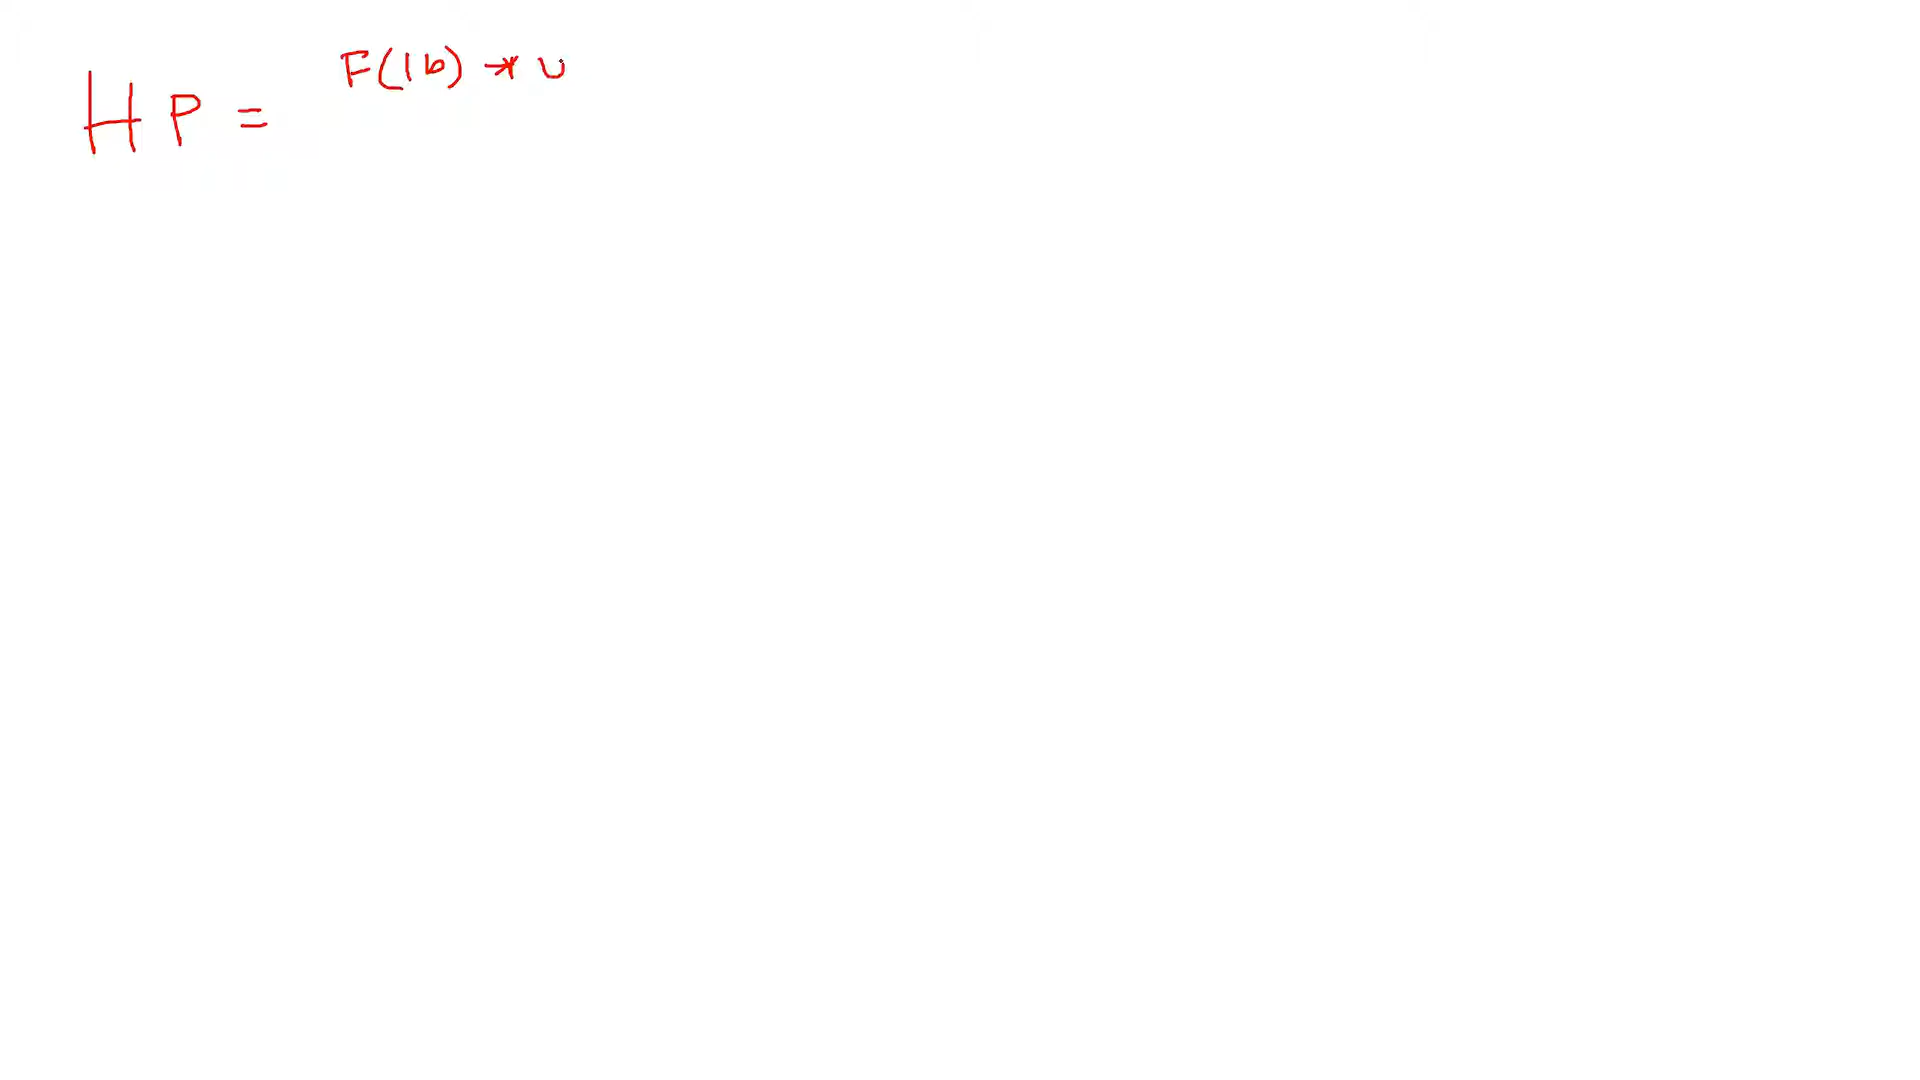 HP = F(lb) * v